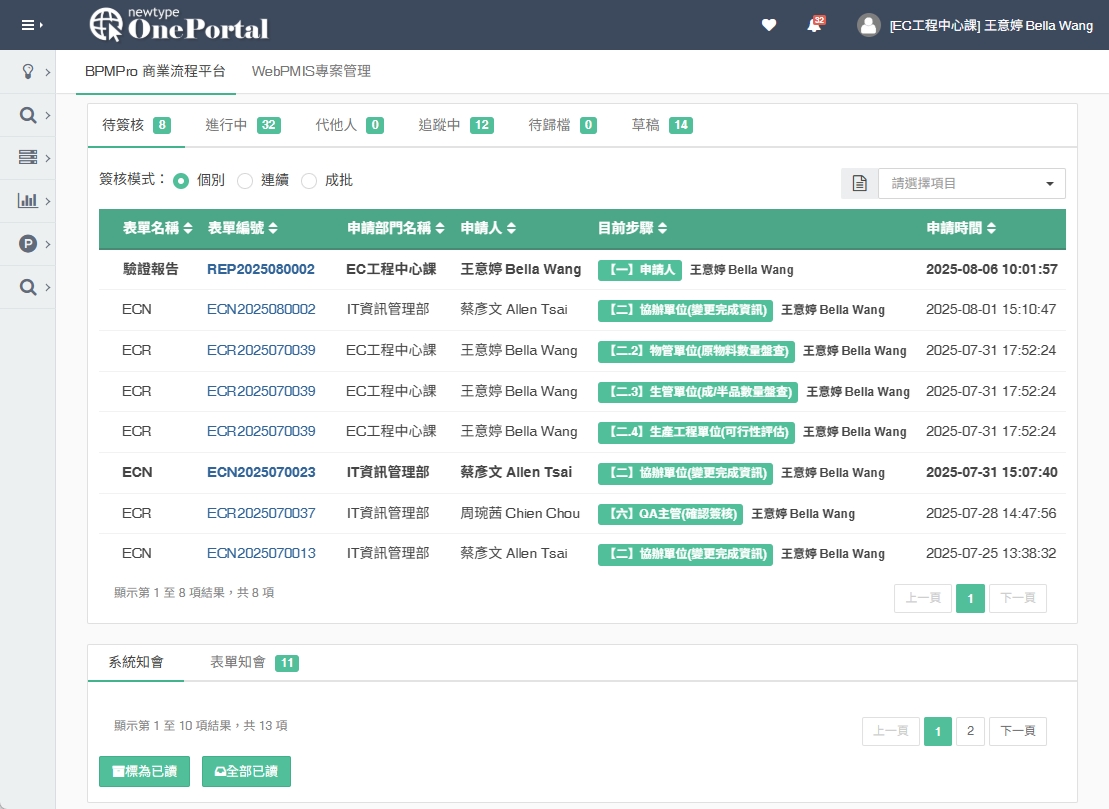 newtype
OnePortal
32
[EC工程中心課] 王意婷 Bella Wang
BPMPro 商業流程平台 WebPMIS專案管理
待簽核 8 進行中 32 代他人 0 追蹤中 12 待歸檔 0 草稿 14
簽核模式： 個別 連續 成批
請選擇項目
表單名稱 表單編號 申請部門名稱 申請人 目前步驟 申請時間
驗證報告 REP2025080002 EC工程中心課 王意婷 Bella Wang 【一】申請人 王意婷 Bella Wang 2025-08-06 10:01:57
ECN ECN2025080002 IT資訊管理部 蔡彥文 Allen Tsai 【二】協辦單位(變更完成資訊) 王意婷 Bella Wang 2025-08-01 15:10:47
ECR ECR2025070039 EC工程中心課 王意婷 Bella Wang 【二.2】物管單位(原物料數量盤查) 王意婷 Bella Wang 2025-07-31 17:52:24
ECR ECR2025070039 EC工程中心課 王意婷 Bella Wang 【二.3】生管單位(成/半品數量盤查) 王意婷 Bella Wang 2025-07-31 17:52:24
ECR ECR2025070039 EC工程中心課 王意婷 Bella Wang 【二.4】生產工程單位(可行性評估) 王意婷 Bella Wang 2025-07-31 17:52:24
ECN ECN2025070023 IT資訊管理部 蔡彥文 Allen Tsai 【二】協辦單位(變更完成資訊) 王意婷 Bella Wang 2025-07-31 15:07:40
ECR ECR2025070037 IT資訊管理部 周琬茜 Chien Chou 【六】QA主管(確認簽核) 王意婷 Bella Wang 2025-07-28 14:47:56
ECN ECN2025070013 IT資訊管理部 蔡彥文 Allen Tsai 【二】協辦單位(變更完成資訊) 王意婷 Bella Wang 2025-07-25 13:38:32
顯示第 1 至 8 項結果，共 8 項
上一頁 1 下一頁
系統知會 表單知會 11
顯示第 1 至 10 項結果，共 13 項
上一頁 1 2 下一頁
標為已讀 全部已讀